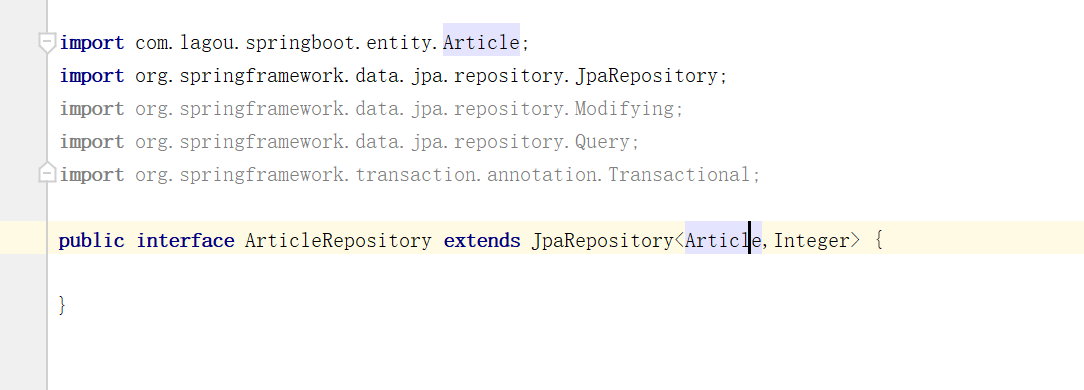 import com.lagou.springboot.entity.Article;
import org.springframework.data.jpa.repository.JpaRepository;
import org.springframework.data.jpa.repository.Modifying;
import org.springframework.data.jpa.repository.Query;
import org.springframework.transaction.annotation.Transactional;
public interface ArticleRepository extends JpaRepository<Article,Integer> {
}